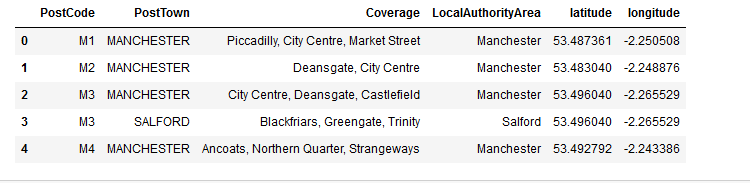 PostCode PostTown Coverage LocalAuthorityArea latitude longitude
0 M1 MANCHESTER Piccadilly, City Centre, Market Street Manchester 53.487361 -2.250508
1 M2 MANCHESTER Deansgate, City Centre Manchester 53.483040 -2.248876
2 M3 MANCHESTER City Centre, Deansgate, Castlefield Manchester 53.496040 -2.265529
3 M3 SALFORD Blackfriars, Greengate, Trinity Salford 53.496040 -2.265529
4 M4 MANCHESTER Ancoats, Northern Quarter, Strangeways Manchester 53.492792 -2.243386